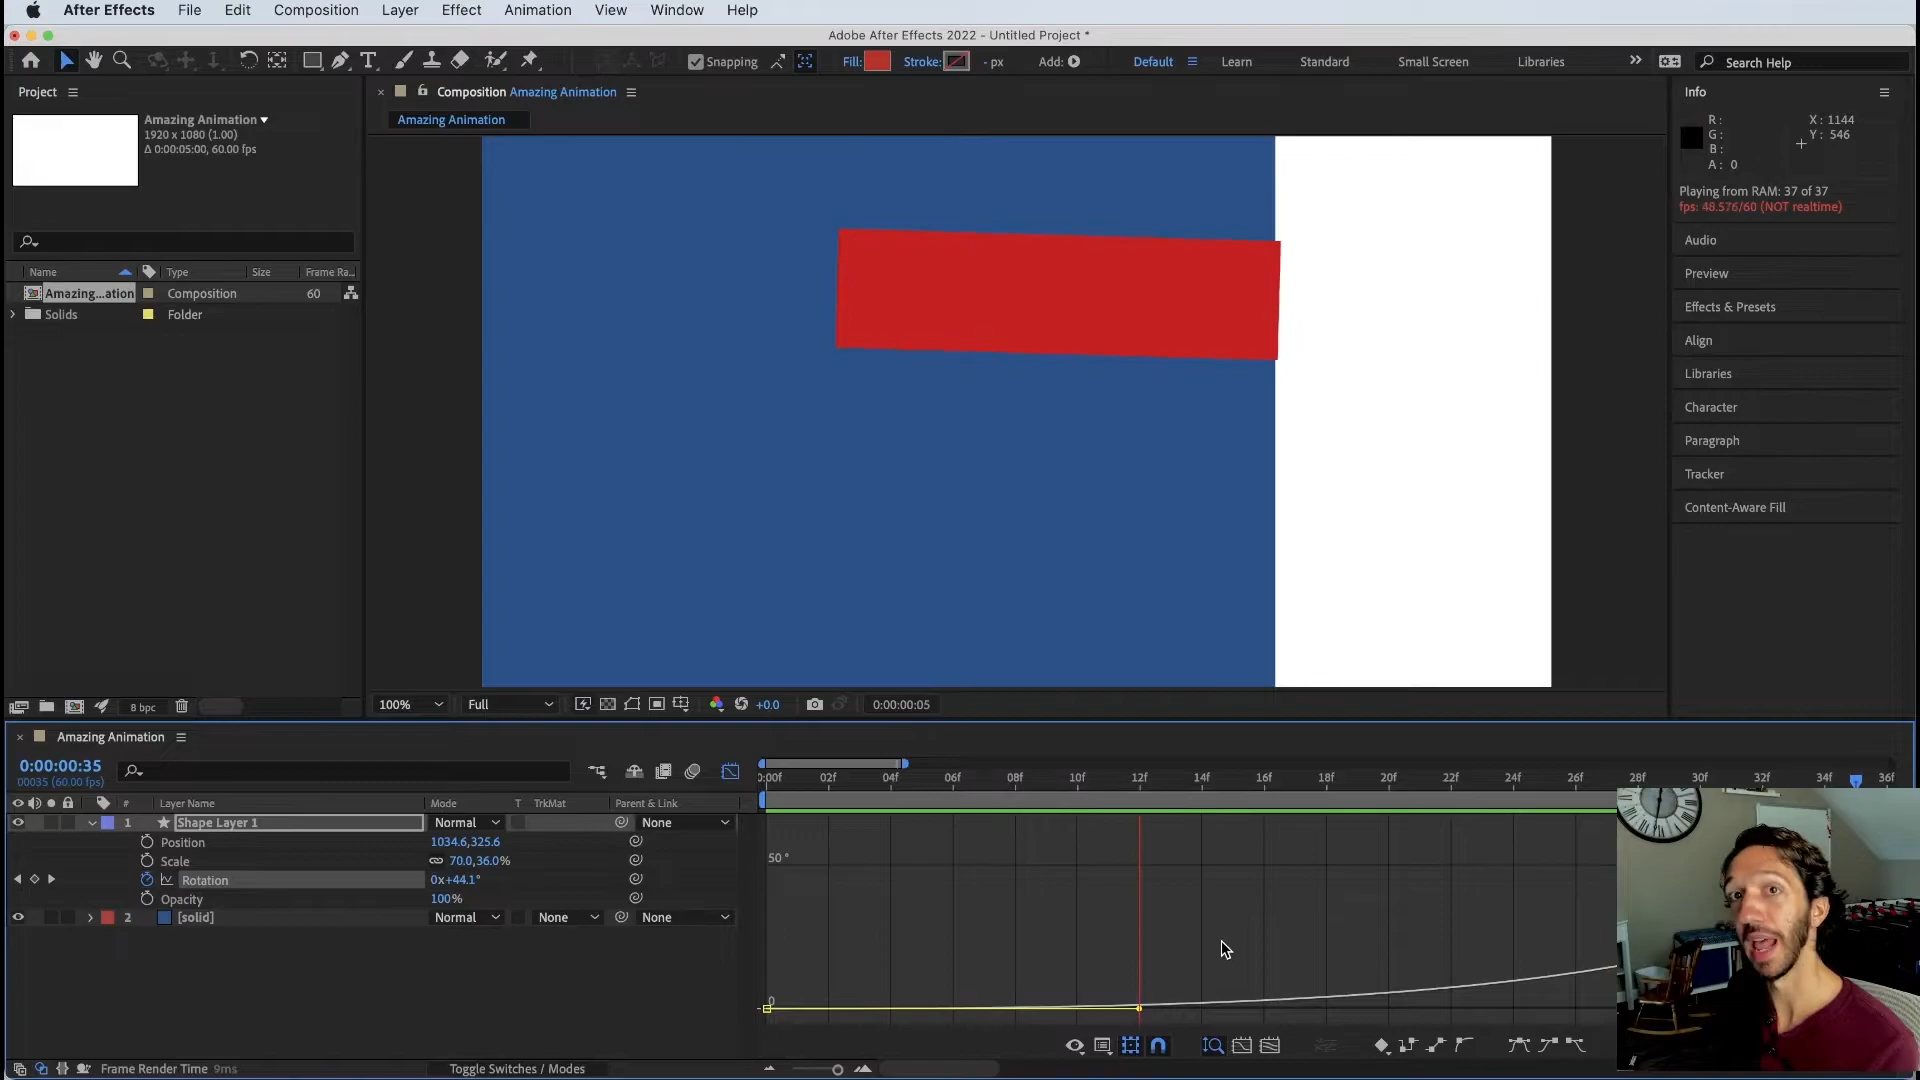 After Effects File Edit Composition Layer Effect Animation View Window Help
Adobe After Effects 2022 - Untitled Project *
Snapping Fill: Stroke: - px Add: Default Learn Standard Small Screen Libraries Search Help
Project
Amazing Animation
1920 x 1080 (1.00)
Δ 0:00:05:00, 60.00 fps
Name Type Size Frame Ra...
Amazing...ation Composition 60
Solids Folder
8 bpc
Composition Amazing Animation
Amazing Animation
100% Full +0.0 0:00:00:05
Info
R: X: 1144
G: Y: 546
B:
A: 0
Playing from RAM: 37 of 37
fps: 48.576/60 (NOT realtime)
Audio
Preview
Effects & Presets
Align
Libraries
Character
Paragraph
Tracker
Content-Aware Fill
Amazing Animation
0:00:00:35
00035 (60.00 fps)
# Layer Name Mode T TrkMat Parent & Link
1 Shape Layer 1 Normal None
Position 1034.6,325.6
Scale 70.0,36.0%
Rotation 0x+44.1°
Opacity 100%
2 [solid] Normal None None
0:00f 02f 04f 06f 08f 10f 12f 14f 16f 18f 20f 22f 24f 26f 28f 30f 32f 34f 36f
50°
0
Frame Render Time 9ms Toggle Switches / Modes